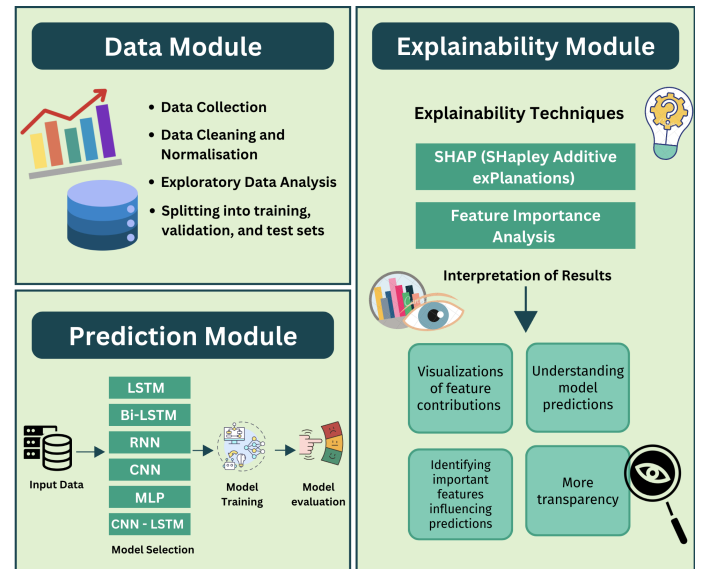 Data Module
• Data Collection
• Data Cleaning and
Normalisation
• Exploratory Data Analysis
• Splitting into training,
validation, and test sets
Prediction Module
Input Data
LSTM
Bi-LSTM
RNN
CNN
MLP
CNN - LSTM
Model Selection
Model
Training
Model
evaluation
Explainability Module
Explainability Techniques
SHAP (SHapley Additive
exPlanations)
Feature Importance
Analysis
Interpretation of Results
Visualizations
of feature
contributions
Understanding
model
predictions
Identifying
important
features
influencing
predictions
More
transparency